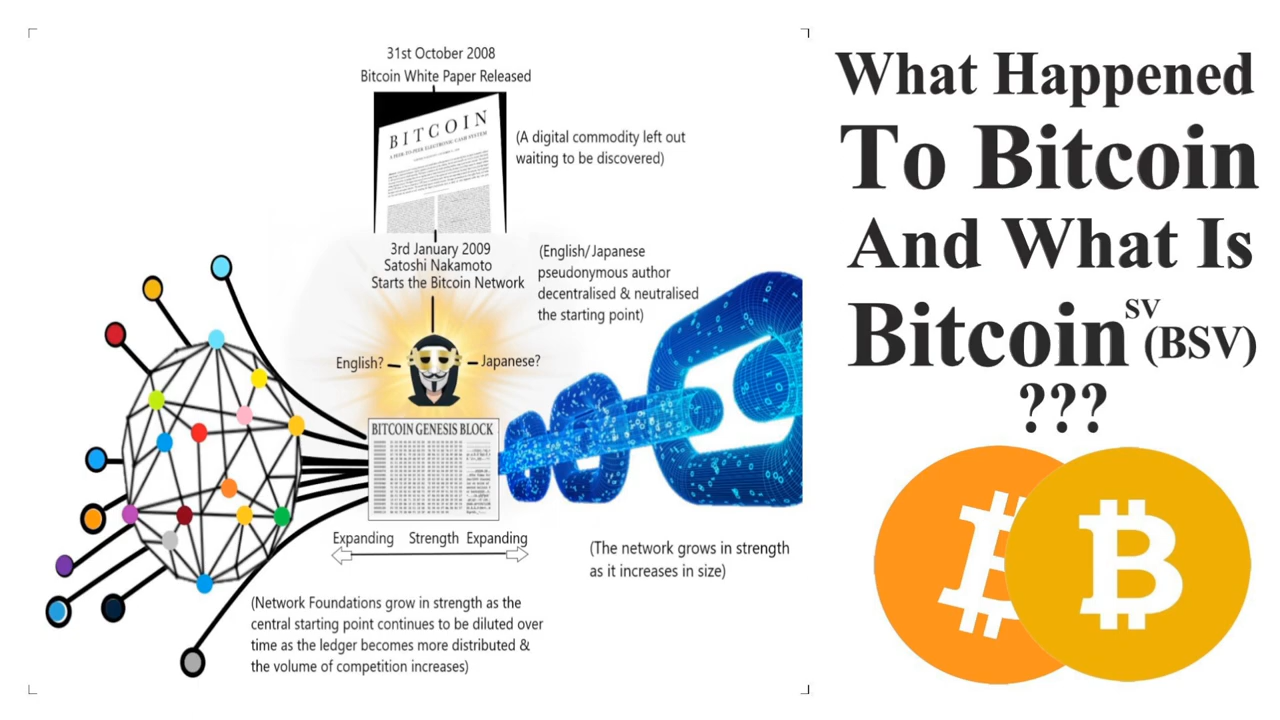 31st October 2008
Bitcoin White Paper Released
BITCOIN
A PEER-TO-PEER ELECTRONIC CASH SYSTEM
(A digital commodity left out
waiting to be discovered)
3rd January 2009
Satoshi Nakamoto
Starts the Bitcoin Network
(English/Japanese
pseudonymous author
decentralised & neutralised
the starting point)
English?
Japanese?
BITCOIN GENESIS BLOCK
Expanding Strength Expanding
(The network grows in strength
as it increases in size)
(Network Foundations grow in strength as the
central starting point continues to be diluted over
time as the ledger becomes more distributed &
the volume of competition increases)
What Happened
To Bitcoin
And What Is
Bitcoin SV (BSV)
???